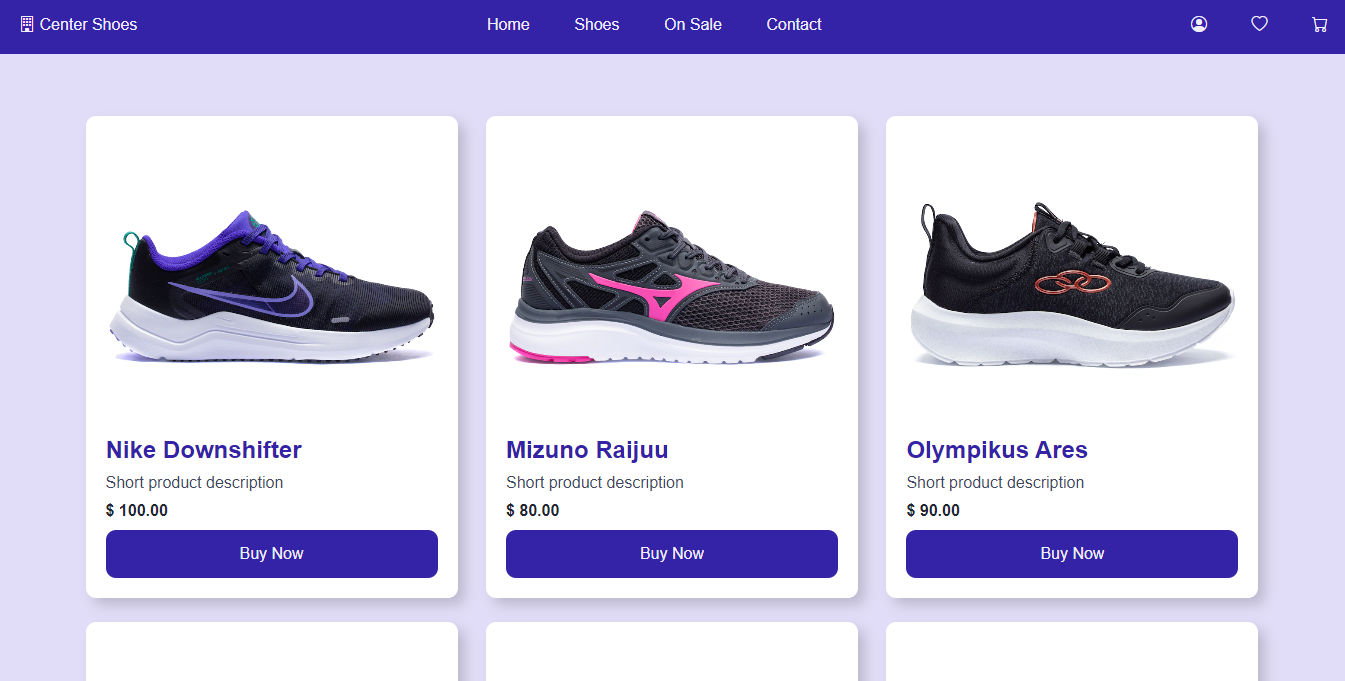 Center Shoes
Home
Shoes
On Sale
Contact
Nike Downshifter
Short product description
$ 100.00
Buy Now
Mizuno Raijuu
Short product description
$ 80.00
Buy Now
Olympikus Ares
Short product description
$ 90.00
Buy Now